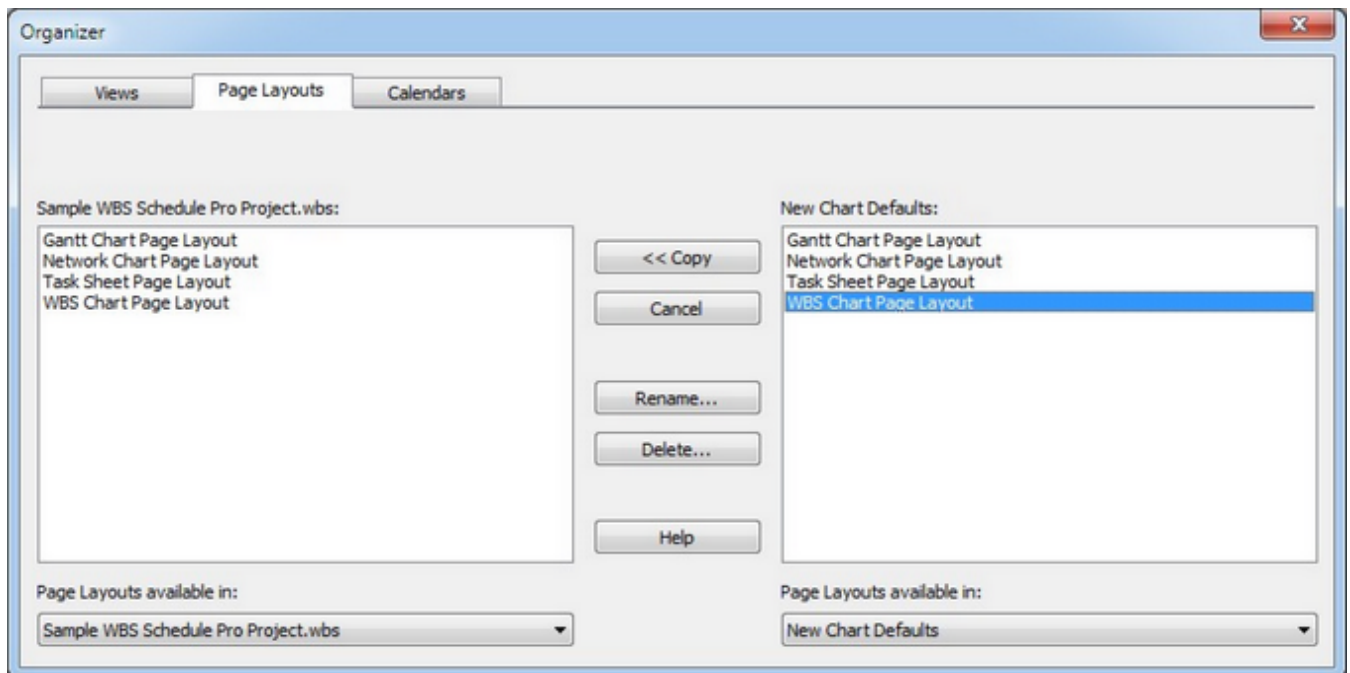 Organizer
Views Page Layouts Calendars
Sample WBS Schedule Pro Project.wbs:
Gantt Chart Page Layout
Network Chart Page Layout
Task Sheet Page Layout
WBS Chart Page Layout
<< Copy
Cancel
Rename...
Delete...
Help
New Chart Defaults:
Gantt Chart Page Layout
Network Chart Page Layout
Task Sheet Page Layout
WBS Chart Page Layout
Page Layouts available in:
Sample WBS Schedule Pro Project.wbs
Page Layouts available in:
New Chart Defaults